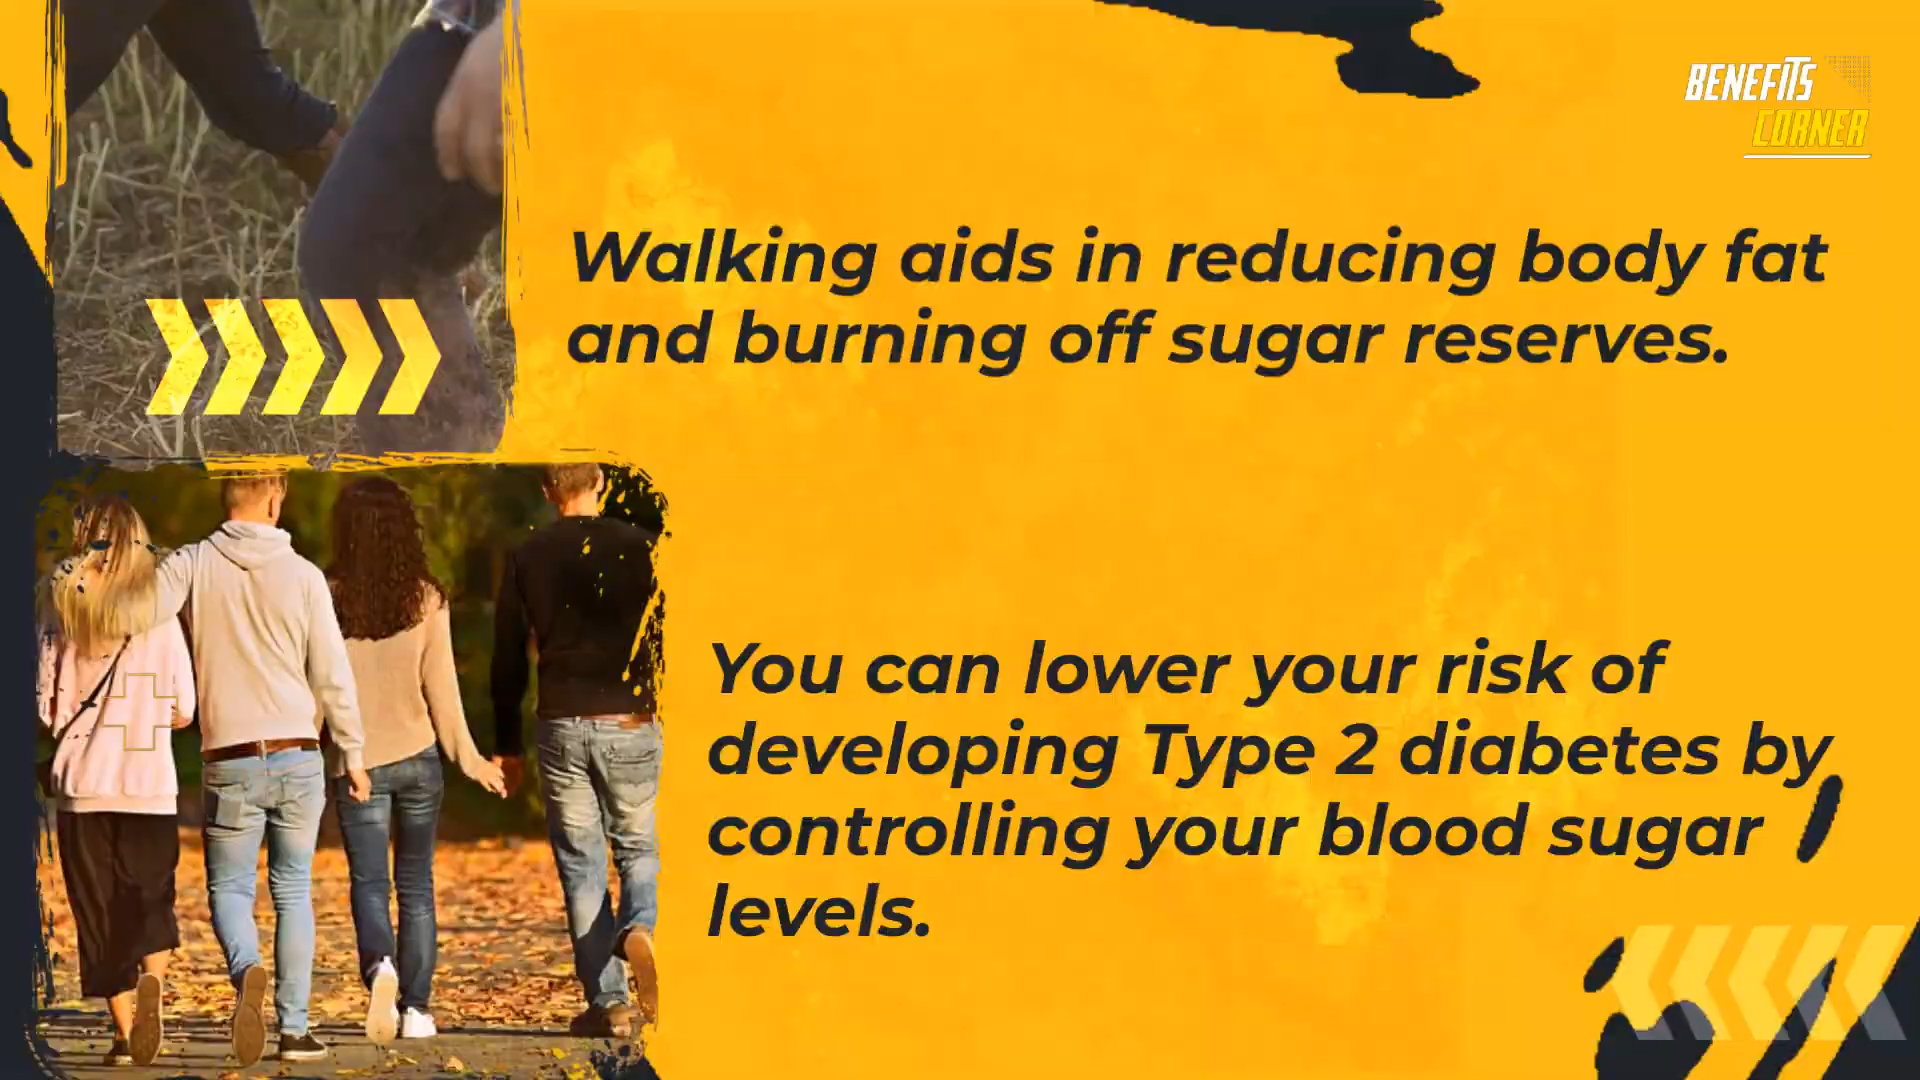 BENEFITS
CORNER
Walking aids in reducing body fat
and burning off sugar reserves.
You can lower your risk of
developing Type 2 diabetes by
controlling your blood sugar
levels.